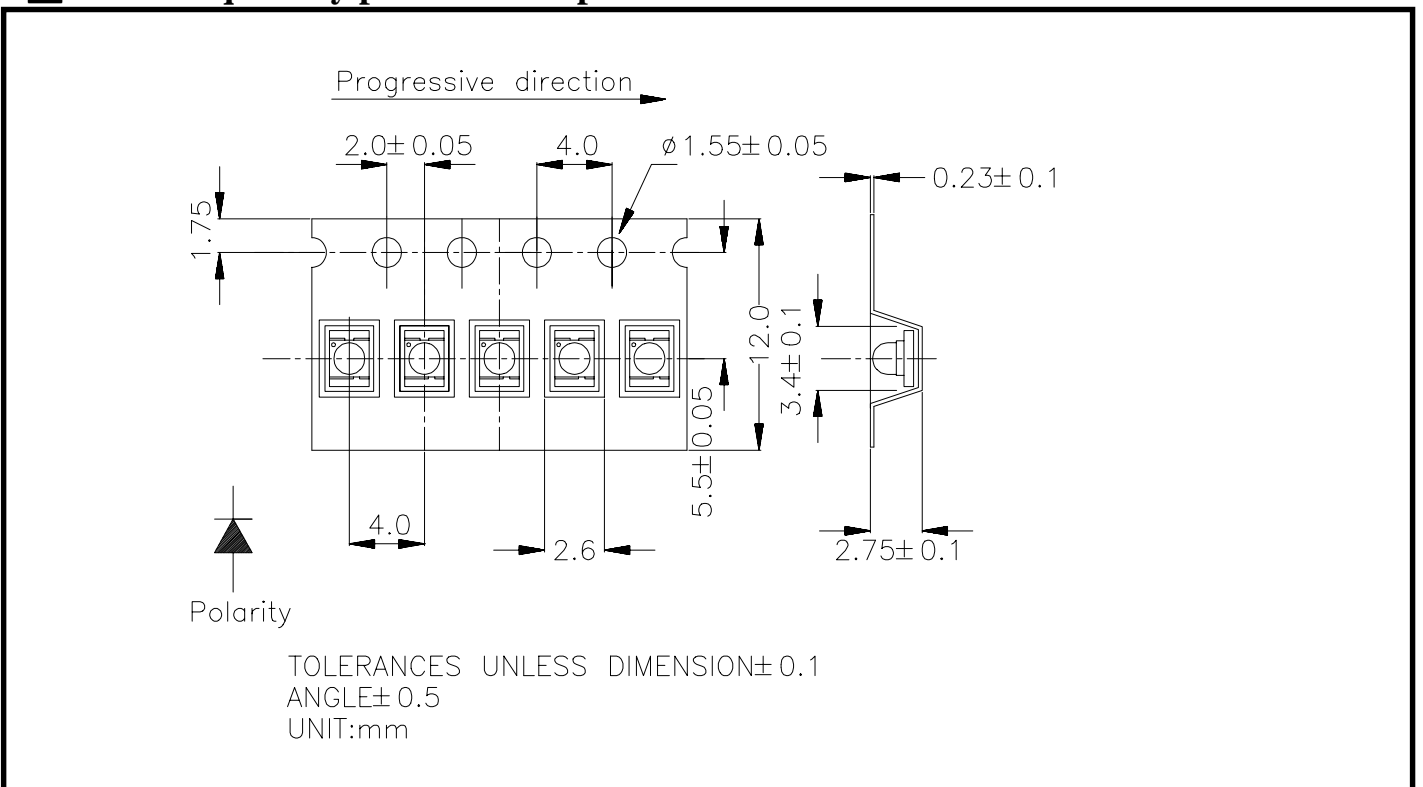 Progressive direction
2.0±0.05
4.0
ø1.55±0.05
0.23±0.1
1.75
12.0
3.4±0.1
5.5±0.05
4.0
2.6
2.75±0.1
Polarity
TOLERANCES UNLESS DIMENSION±0.1
ANGLE±0.5
UNIT:mm